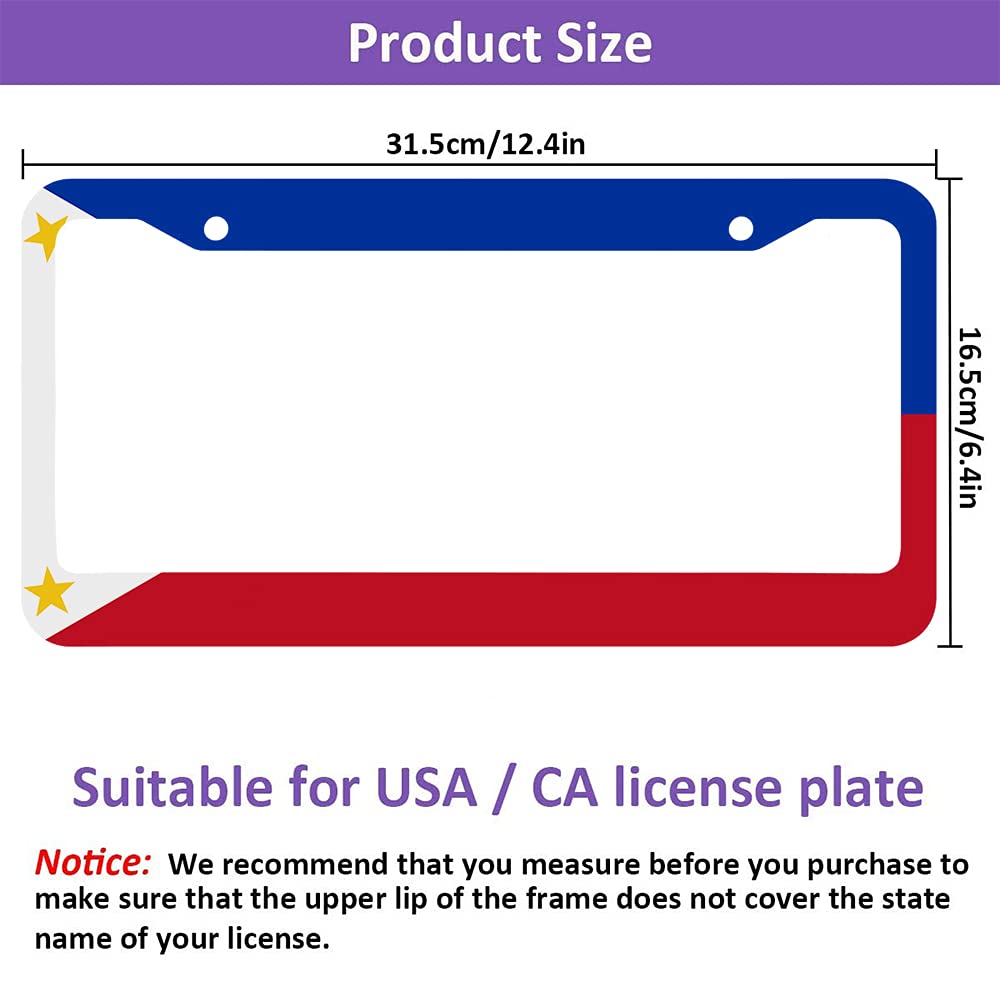 Product Size
31.5cm/12.4in
16.5cm/6.4in
Suitable for USA / CA license plate
Notice: We recommend that you measure before you purchase to
make sure that the upper lip of the frame does not cover the state
name of your license.